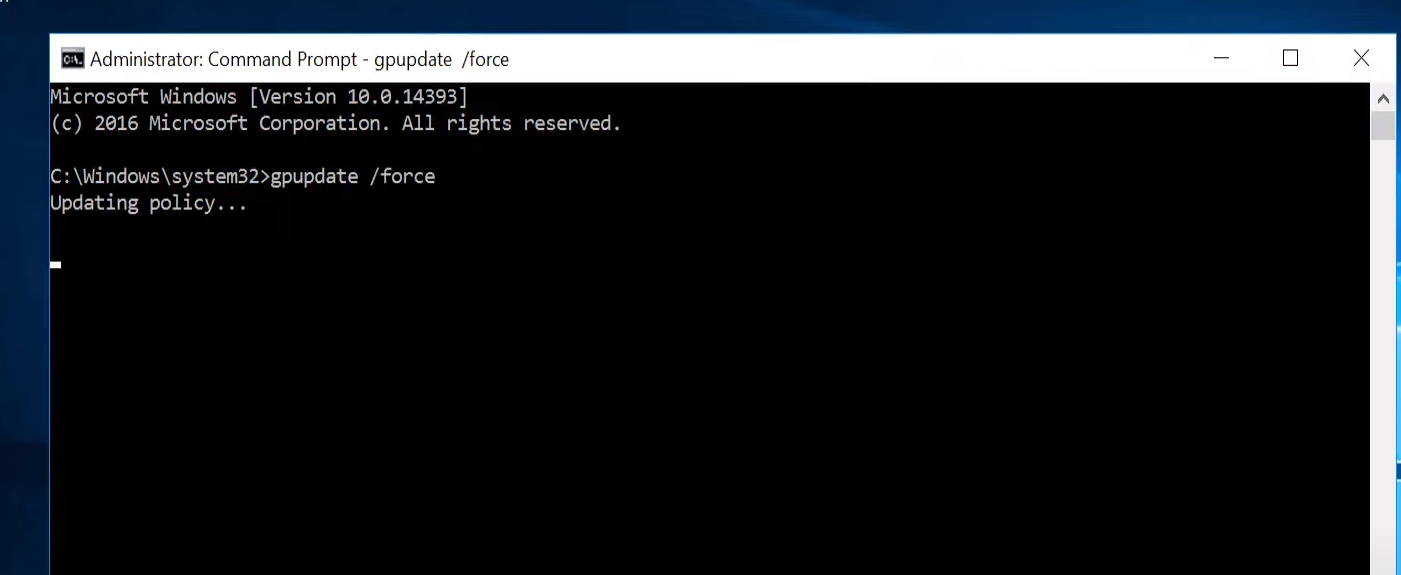 Administrator: Command Prompt - gpupdate  /force
Microsoft Windows [Version 10.0.14393]
(c) 2016 Microsoft Corporation. All rights reserved.
C:\Windows\system32>gpupdate /force
Updating policy...